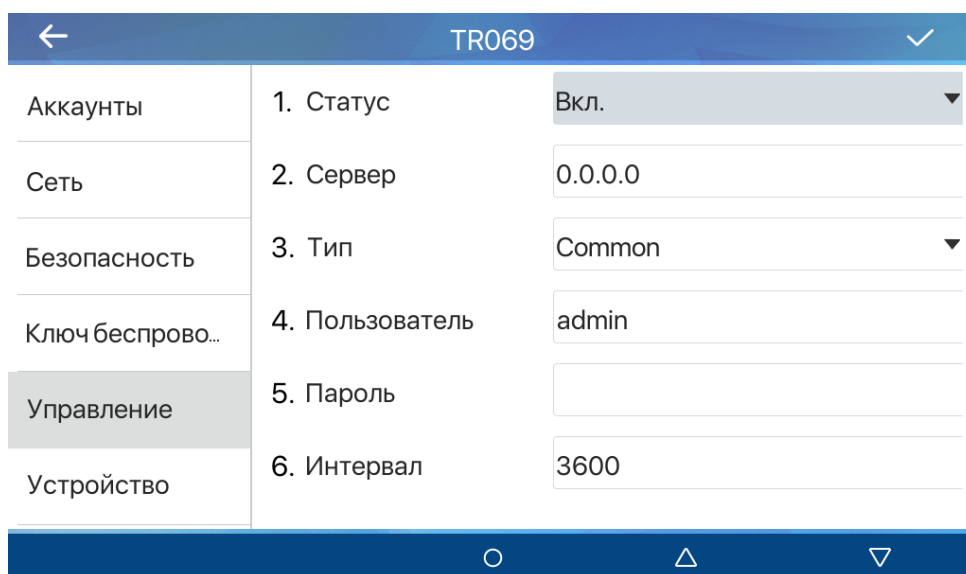 TR069
Аккаунты
Сеть
Безопасность
Ключ беспрово...
Управление
Устройство
1. Статус Вкл.
2. Сервер 0.0.0.0
3. Тип Common
4. Пользователь admin
5. Пароль
6. Интервал 3600